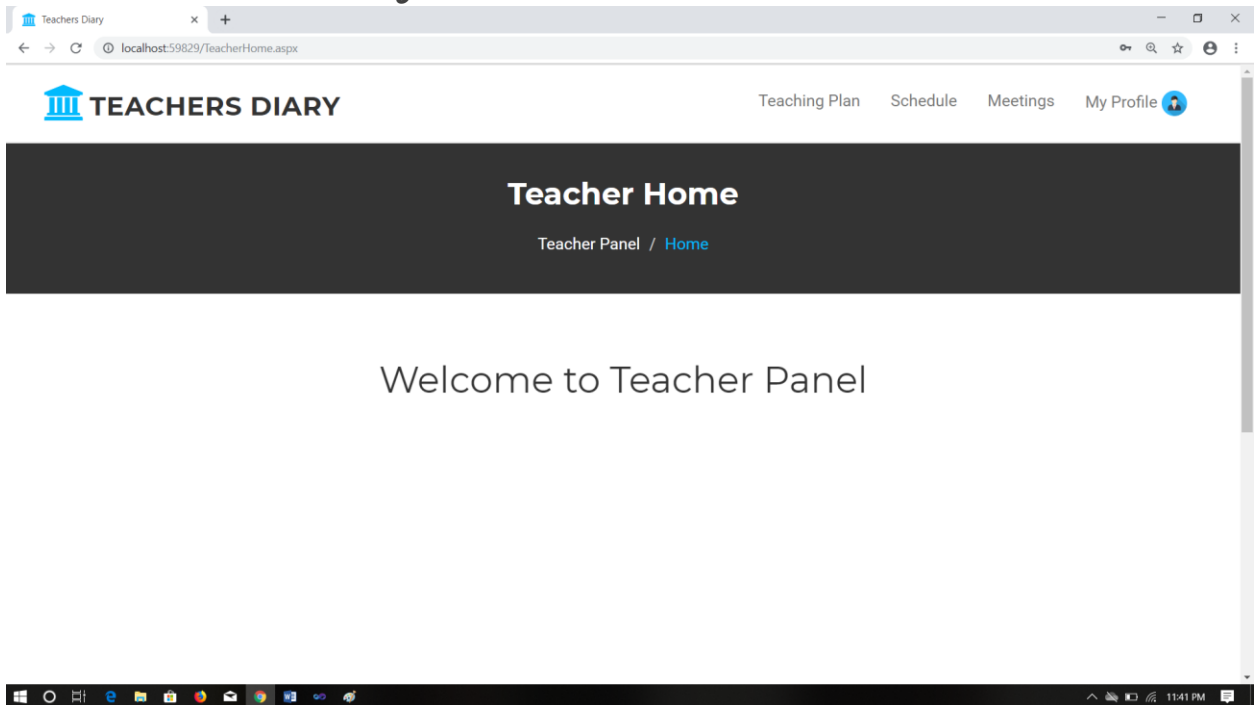 Teachers Diary
localhost:59829/TeacherHome.aspx
TEACHERS DIARY
Teaching Plan Schedule Meetings My Profile
Teacher Home
Teacher Panel / Home
Welcome to Teacher Panel
11:41 PM